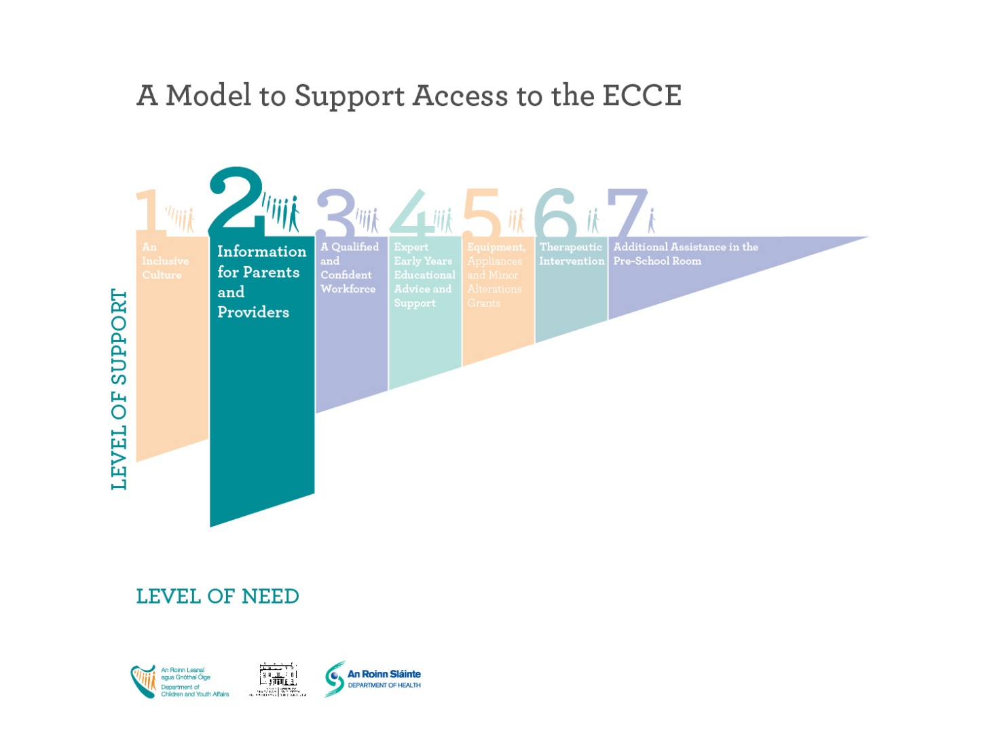 A Model to Support Access to the ECCE
1
2
3
4
5
6
7
An
Inclusive
Culture
Information
for Parents
and
Providers
A Qualified
and
Confident
Workforce
Expert
Early Years
Educational
Advice and
Support
Equipment,
Appliances
and Minor
Alterations
Grants
Therapeutic
Intervention
Additional Assistance in the
Pre-School Room
LEVEL OF SUPPORT
LEVEL OF NEED
An Roinn Leanaí
agus Gnóthaí Óige
Department of
Children and Youth Affairs
An Roinn Sláinte
DEPARTMENT OF HEALTH